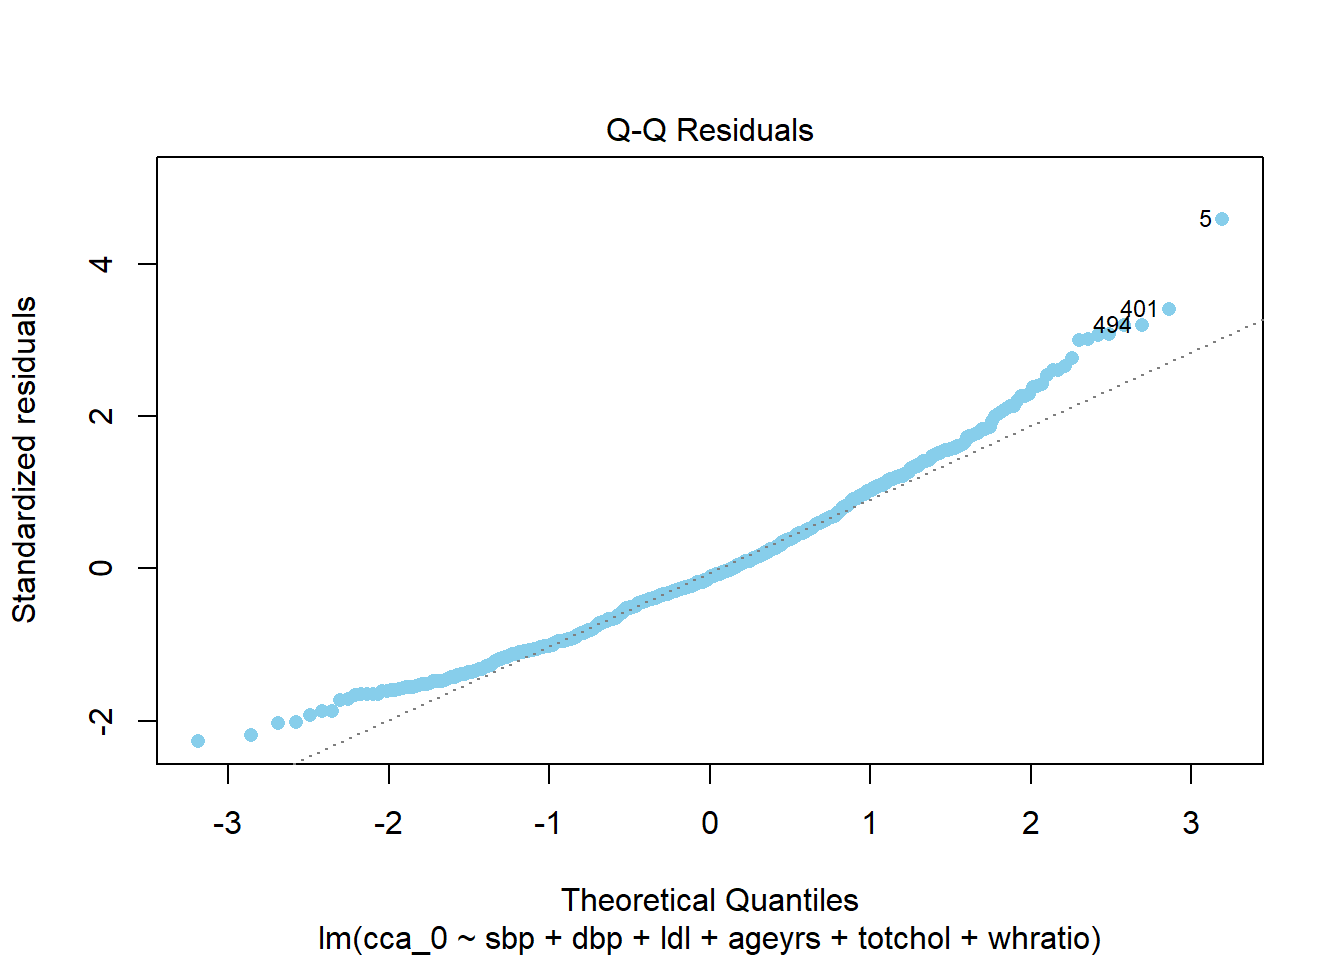 Q-Q Residuals
Standardized residuals
4
2
0
-2
5
401
494
-3 -2 -1 0 1 2 3
Theoretical Quantiles
lm(cca_0 ~ sbp + dbp + ldl + ageyrs + totchol + whratio)